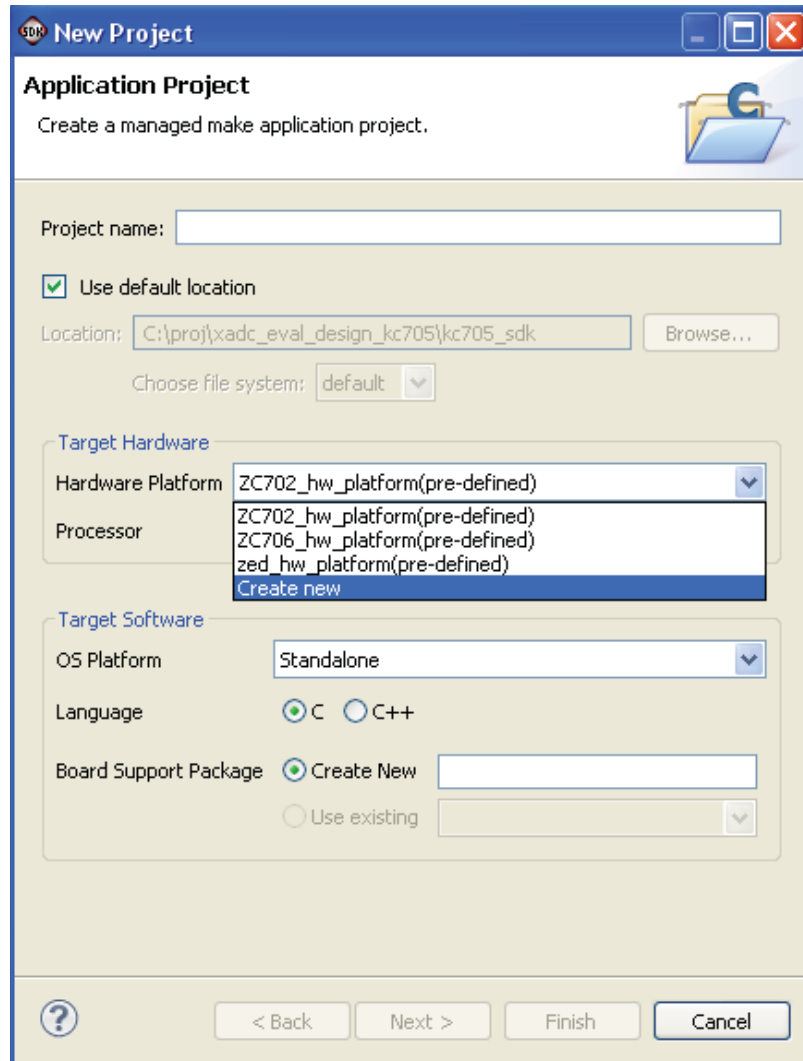 SDK New Project
Application Project
Create a managed make application project.
C
Project name:
Use default location
Location: C:\proj\xadc_eval_design_kc705\kc705_sdk Browse...
Choose file system: default
Target Hardware
Hardware Platform ZC702_hw_platform(pre-defined)
ZC702_hw_platform(pre-defined)
Processor ZC706_hw_platform(pre-defined)
zed_hw_platform(pre-defined)
Create new
Target Software
OS Platform Standalone
Language C C++
Board Support Package Create New
Use existing
? < Back Next > Finish Cancel